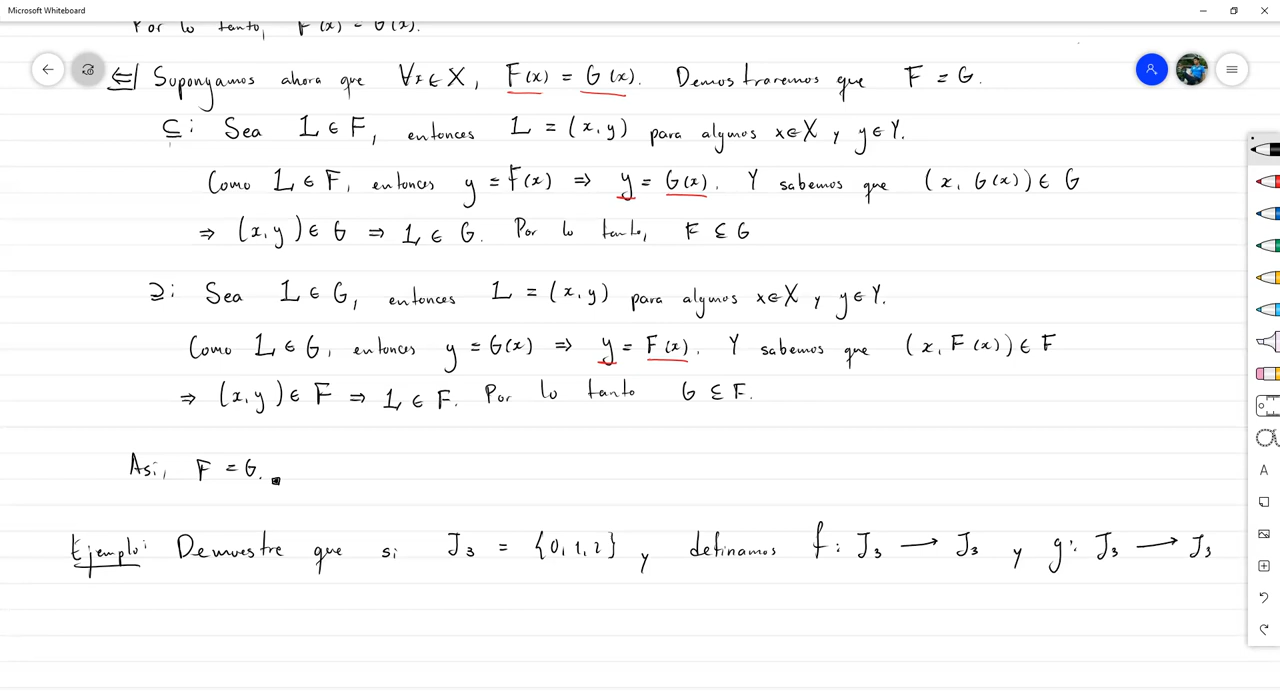 Microsoft Whiteboard
Por lo tanto, F(x) = G(x).
⇐| Supongamos ahora que ∀x∈X, F(x) = G(x). Demostraremos que F = G.
⊆: Sea L ∈ F, entonces L = (x,y) para algunos x∈X y y∈Y.
Como L ∈ F, entonces y = F(x) ⇒ y = G(x). Y sabemos que (x, G(x)) ∈ G
⇒ (x,y) ∈ G ⇒ L ∈ G. Por lo tanto, F ⊆ G
⊇: Sea L ∈ G, entonces L = (x,y) para algunos x∈X y y∈Y.
Como L ∈ G, entonces y = G(x) ⇒ y = F(x). Y sabemos que (x, F(x)) ∈ F
⇒ (x,y) ∈ F ⇒ L ∈ F. Por lo tanto G ⊆ F.
Así, F = G.
Ejemplo: Demuestre que si J₃ = {0,1,2} y definamos f: J₃ → J₃ y g: J₃ → J₃